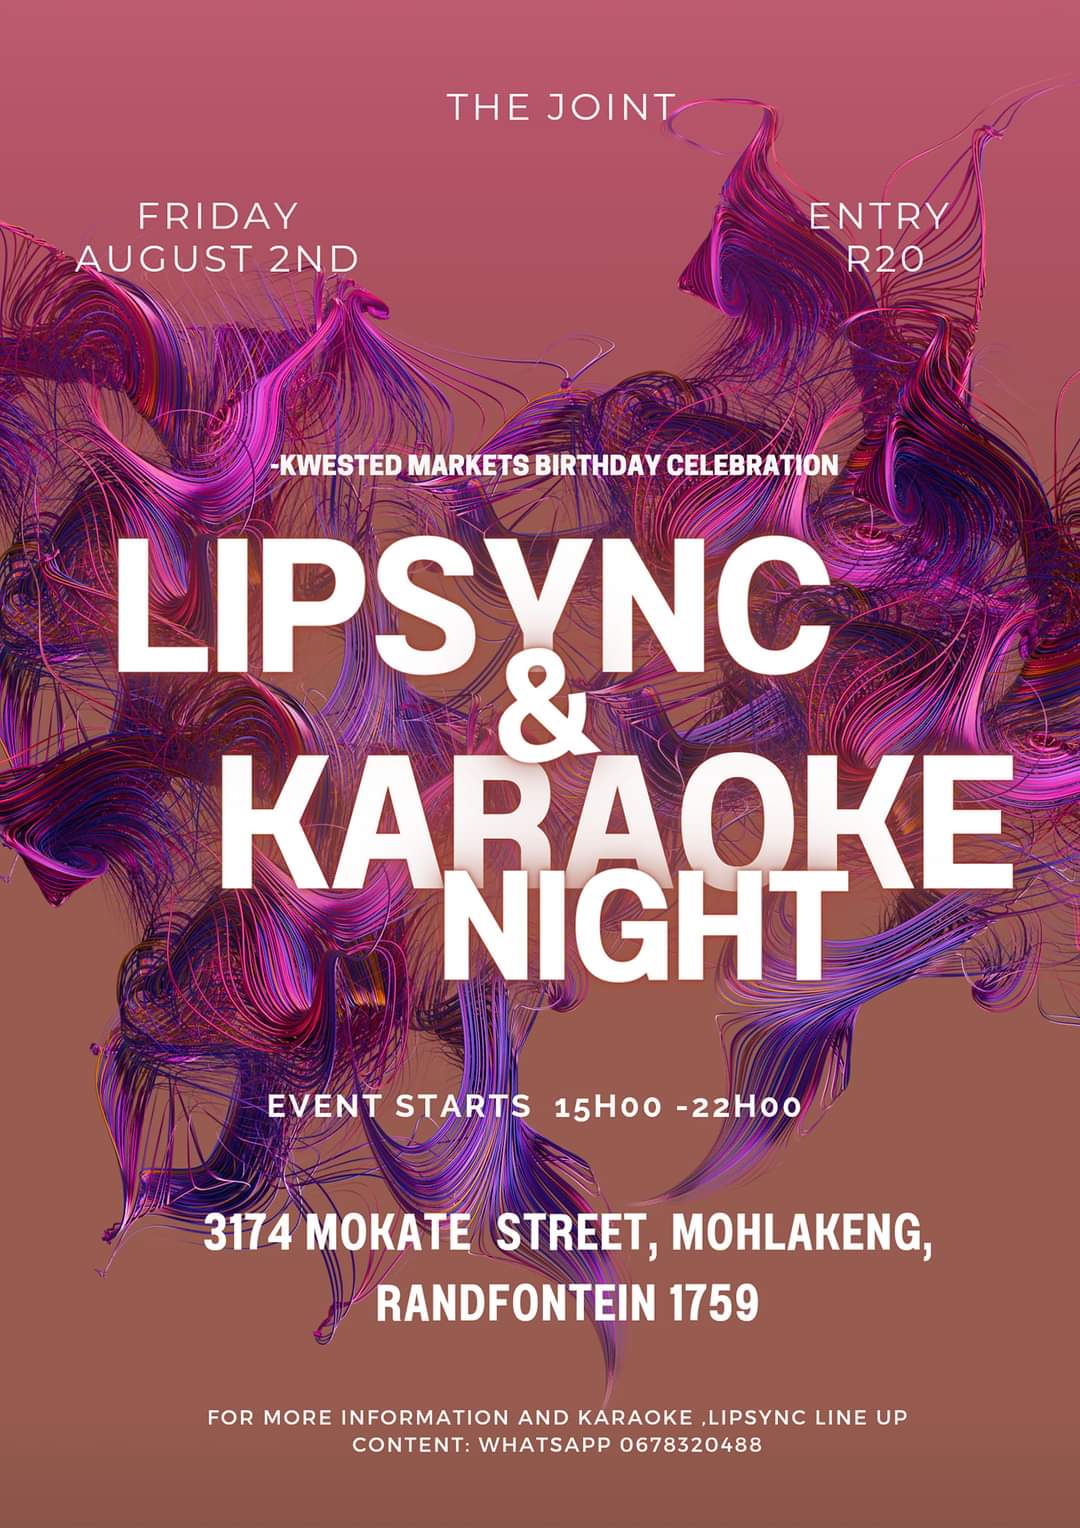 THE JOINT
FRIDAY
AUGUST 2ND
ENTRY
R20
-KWESTED MARKETS BIRTHDAY CELEBRATION
LIPSYNC
&
KARAOKE
NIGHT
EVENT STARTS 15H00 -22H00
3174 MOKATE STREET, MOHLAKENG,
RANDFONTEIN 1759
FOR MORE INFORMATION AND KARAOKE ,LIPSYNC LINE UP
CONTENT: WHATSAPP 0678320488